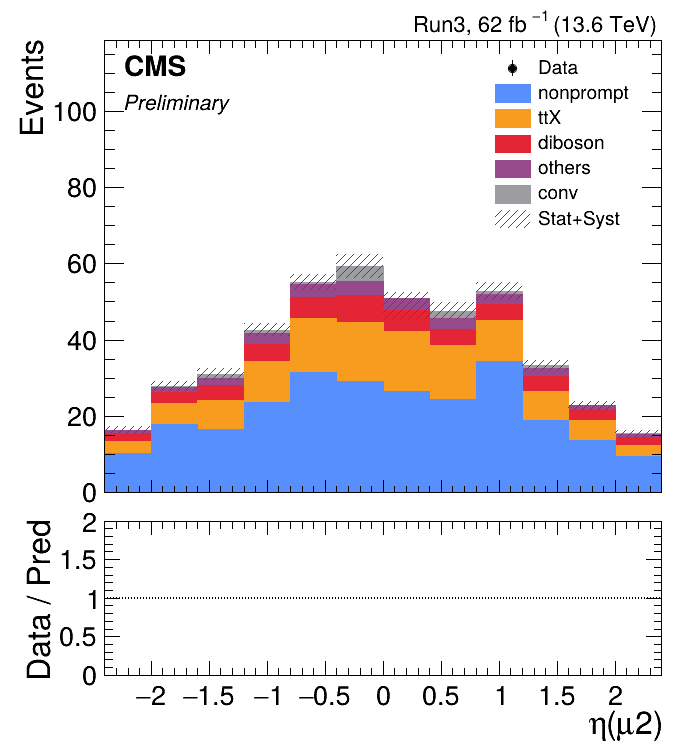 Run3, 62 fb⁻¹ (13.6 TeV)
CMS
Preliminary
Events
100
80
60
40
20
0
Data
nonprompt
ttX
diboson
others
conv
Stat+Syst
Data / Pred
2
1.5
1
0.5
0
−2 −1.5 −1 −0.5 0 0.5 1 1.5 2
η(μ2)